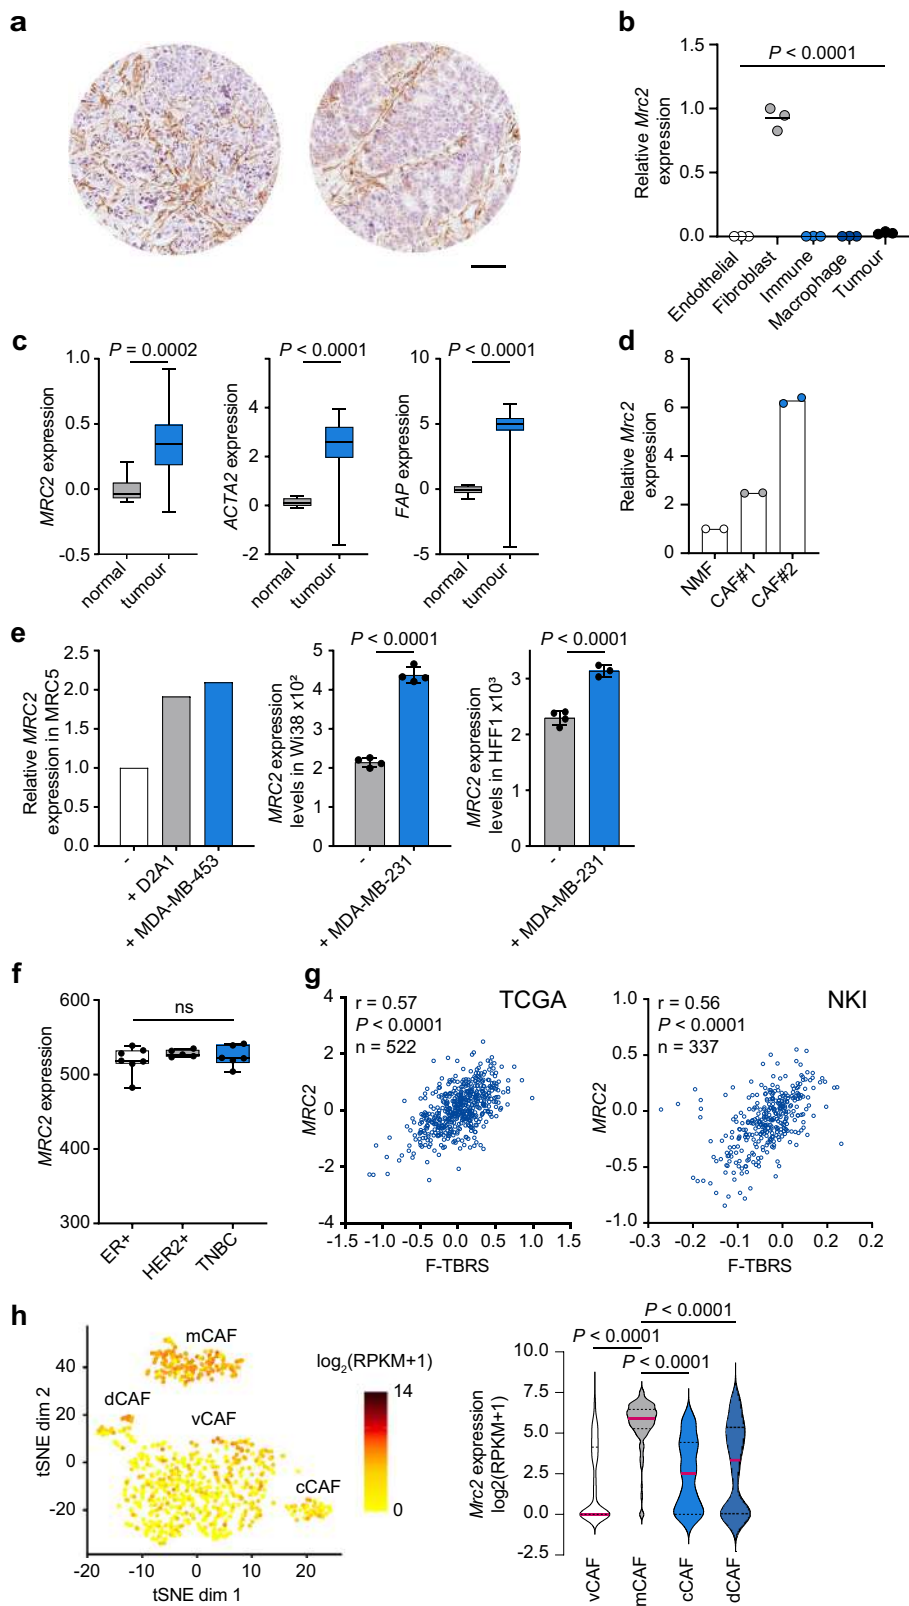 a
b
Relative Mrc2
expression
1.5
1.0
0.5
0.0
P < 0.0001
Endothelial
Fibroblast
Immune
Macrophage
Tumour
c
MRC2 expression
1.0
0.5
0.0
-0.5
P = 0.0002
normal
tumour
ACTA2 expression
4
2
0
-2
P < 0.0001
normal
tumour
FAP expression
10
5
0
-5
P < 0.0001
normal
tumour
d
Relative Mrc2
expression
8
6
4
2
0
NMF
CAF#1
CAF#2
e
Relative MRC2
expression in MRC5
2.5
2.0
1.5
1.0
0.5
0.0
-
+ D2A1
+ MDA-MB-453
MRC2 expression
levels in Wi38 x10²
5
4
3
2
1
0
P < 0.0001
-
+ MDA-MB-231
MRC2 expression
levels in HFF1 x10³
3
2
1
0
P < 0.0001
-
+ MDA-MB-231
f
MRC2 expression
600
500
400
300
ns
ER+
HER2+
TNBC
g
MRC2
4
2
0
-2
-4
r = 0.57
P < 0.0001
n = 522
TCGA
-1.5 -1.0 -0.5 0.0 0.5 1.0 1.5
F-TBRS
MRC2
1.0
0.5
0.0
-0.5
-1.0
r = 0.56
P < 0.0001
n = 337
NKI
-0.3 -0.2 -0.1 0.0 0.2 0.2
F-TBRS
h
tSNE dim 2
40
20
0
-20
mCAF
dCAF
vCAF
cCAF
-20 -10 0 10 20
tSNE dim 1
log₂(RPKM+1)
14
0
Mrc2 expression
log2(RPKM+1)
10.0
7.5
5.0
2.5
0.0
-2.5
P < 0.0001
P < 0.0001
P < 0.0001
vCAF
mCAF
cCAF
dCAF